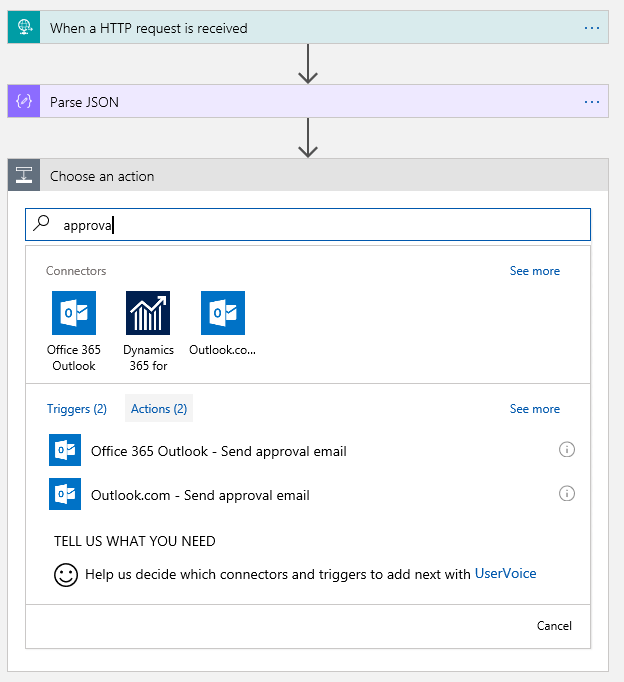 When a HTTP request is received
Parse JSON
Choose an action
approva
Connectors See more
Office 365 Outlook
Dynamics 365 for
Outlook.co...
Triggers (2) Actions (2) See more
Office 365 Outlook - Send approval email
Outlook.com - Send approval email
TELL US WHAT YOU NEED
Help us decide which connectors and triggers to add next with UserVoice
Cancel